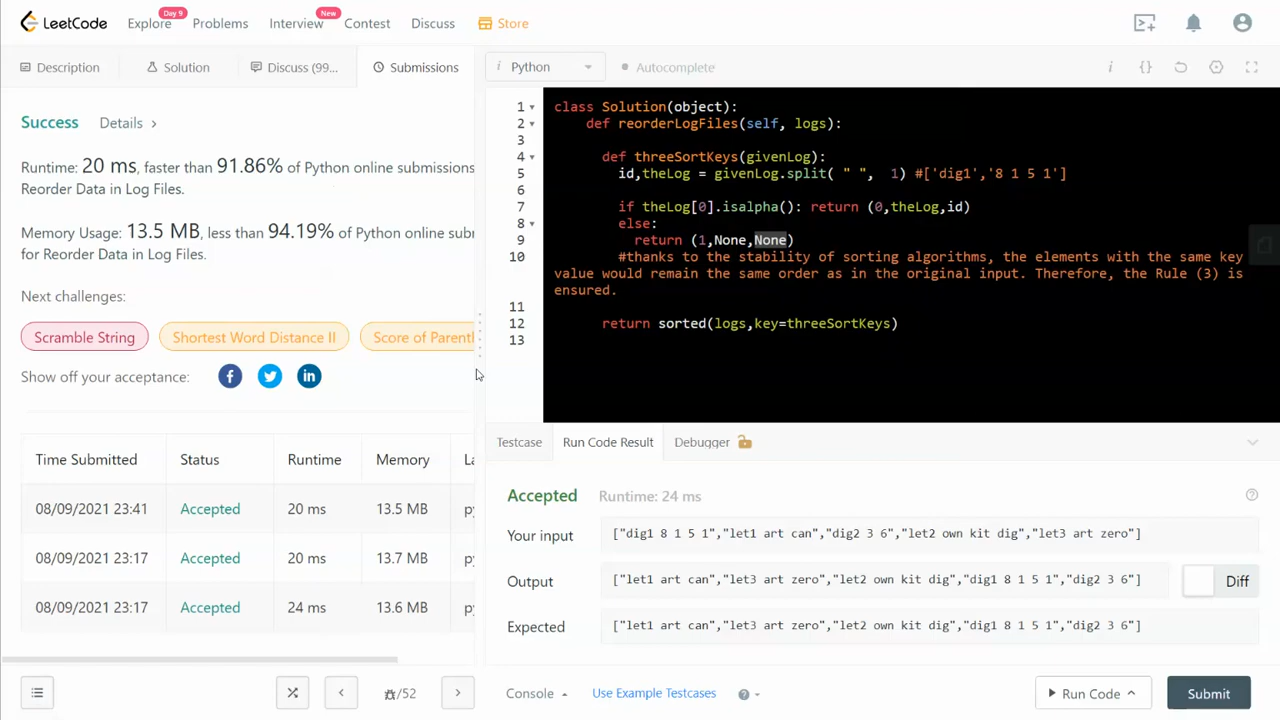 LeetCode
Explore
Day 9
Problems
Interview
New
Contest
Discuss
Store
Description
Solution
Discuss (99...
Submissions
i Python
Autocomplete
Success
Details >
Runtime: 20 ms, faster than 91.86% of Python online submissions
Reorder Data in Log Files.
Memory Usage: 13.5 MB, less than 94.19% of Python online sub
for Reorder Data in Log Files.
Next challenges:
Scramble String
Shortest Word Distance II
Score of Parent
Show off your acceptance:
Time Submitted Status Runtime Memory La
08/09/2021 23:41 Accepted 20 ms 13.5 MB py
08/09/2021 23:17 Accepted 20 ms 13.7 MB py
08/09/2021 23:17 Accepted 24 ms 13.6 MB py
/52
1 class Solution(object):
2 def reorderLogFiles(self, logs):
3
4 def threeSortKeys(givenLog):
5 id,theLog = givenLog.split( " ", 1) #['dig1','8 1 5 1']
6
7 if theLog[0].isalpha(): return (0,theLog,id)
8 else:
9 return (1,None,None)
10 #thanks to the stability of sorting algorithms, the elements with the same key
value would remain the same order as in the original input. Therefore, the Rule (3) is
ensured.
11
12 return sorted(logs,key=threeSortKeys)
13
Testcase
Run Code Result
Debugger
Accepted
Runtime: 24 ms
Your input
["dig1 8 1 5 1","let1 art can","dig2 3 6","let2 own kit dig","let3 art zero"]
Output
["let1 art can","let3 art zero","let2 own kit dig","dig1 8 1 5 1","dig2 3 6"]
Diff
Expected
["let1 art can","let3 art zero","let2 own kit dig","dig1 8 1 5 1","dig2 3 6"]
Console
Use Example Testcases
Run Code
Submit